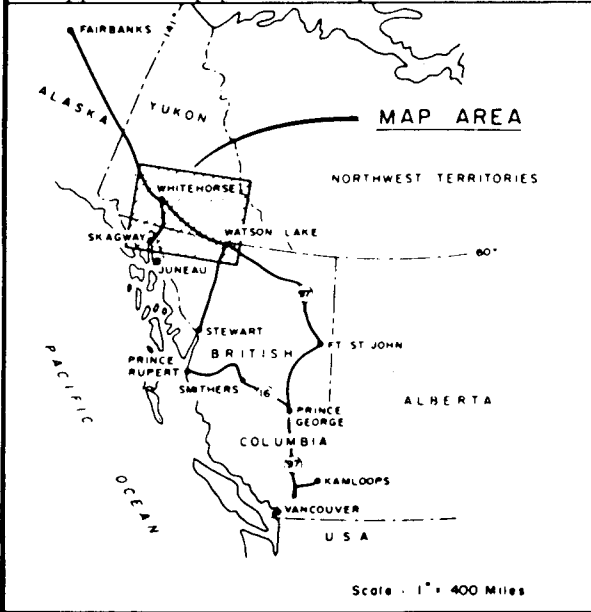 FAIRBANKS
141°
ALASKA
YUKON
MAP AREA
NORTHWEST TERRITORIES
WHITEHORSE
SKAGWAY
WATSON LAKE
60°
JUNEAU
97
STEWART
BRITISH
FT ST JOHN
PRINCE
RUPERT
SMITHERS
16
PACIFIC
OCEAN
ALBERTA
PRINCE
GEORGE
COLUMBIA
97
KAMLOOPS
VANCOUVER
USA
Scale - 1" = 400 Miles